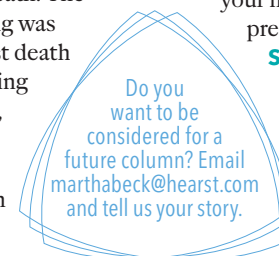 g was
t death
ing
your
pre
S
Do you
want to be
considered for a
future column? Email
marthabeck@hearst.com
and tell us your story.